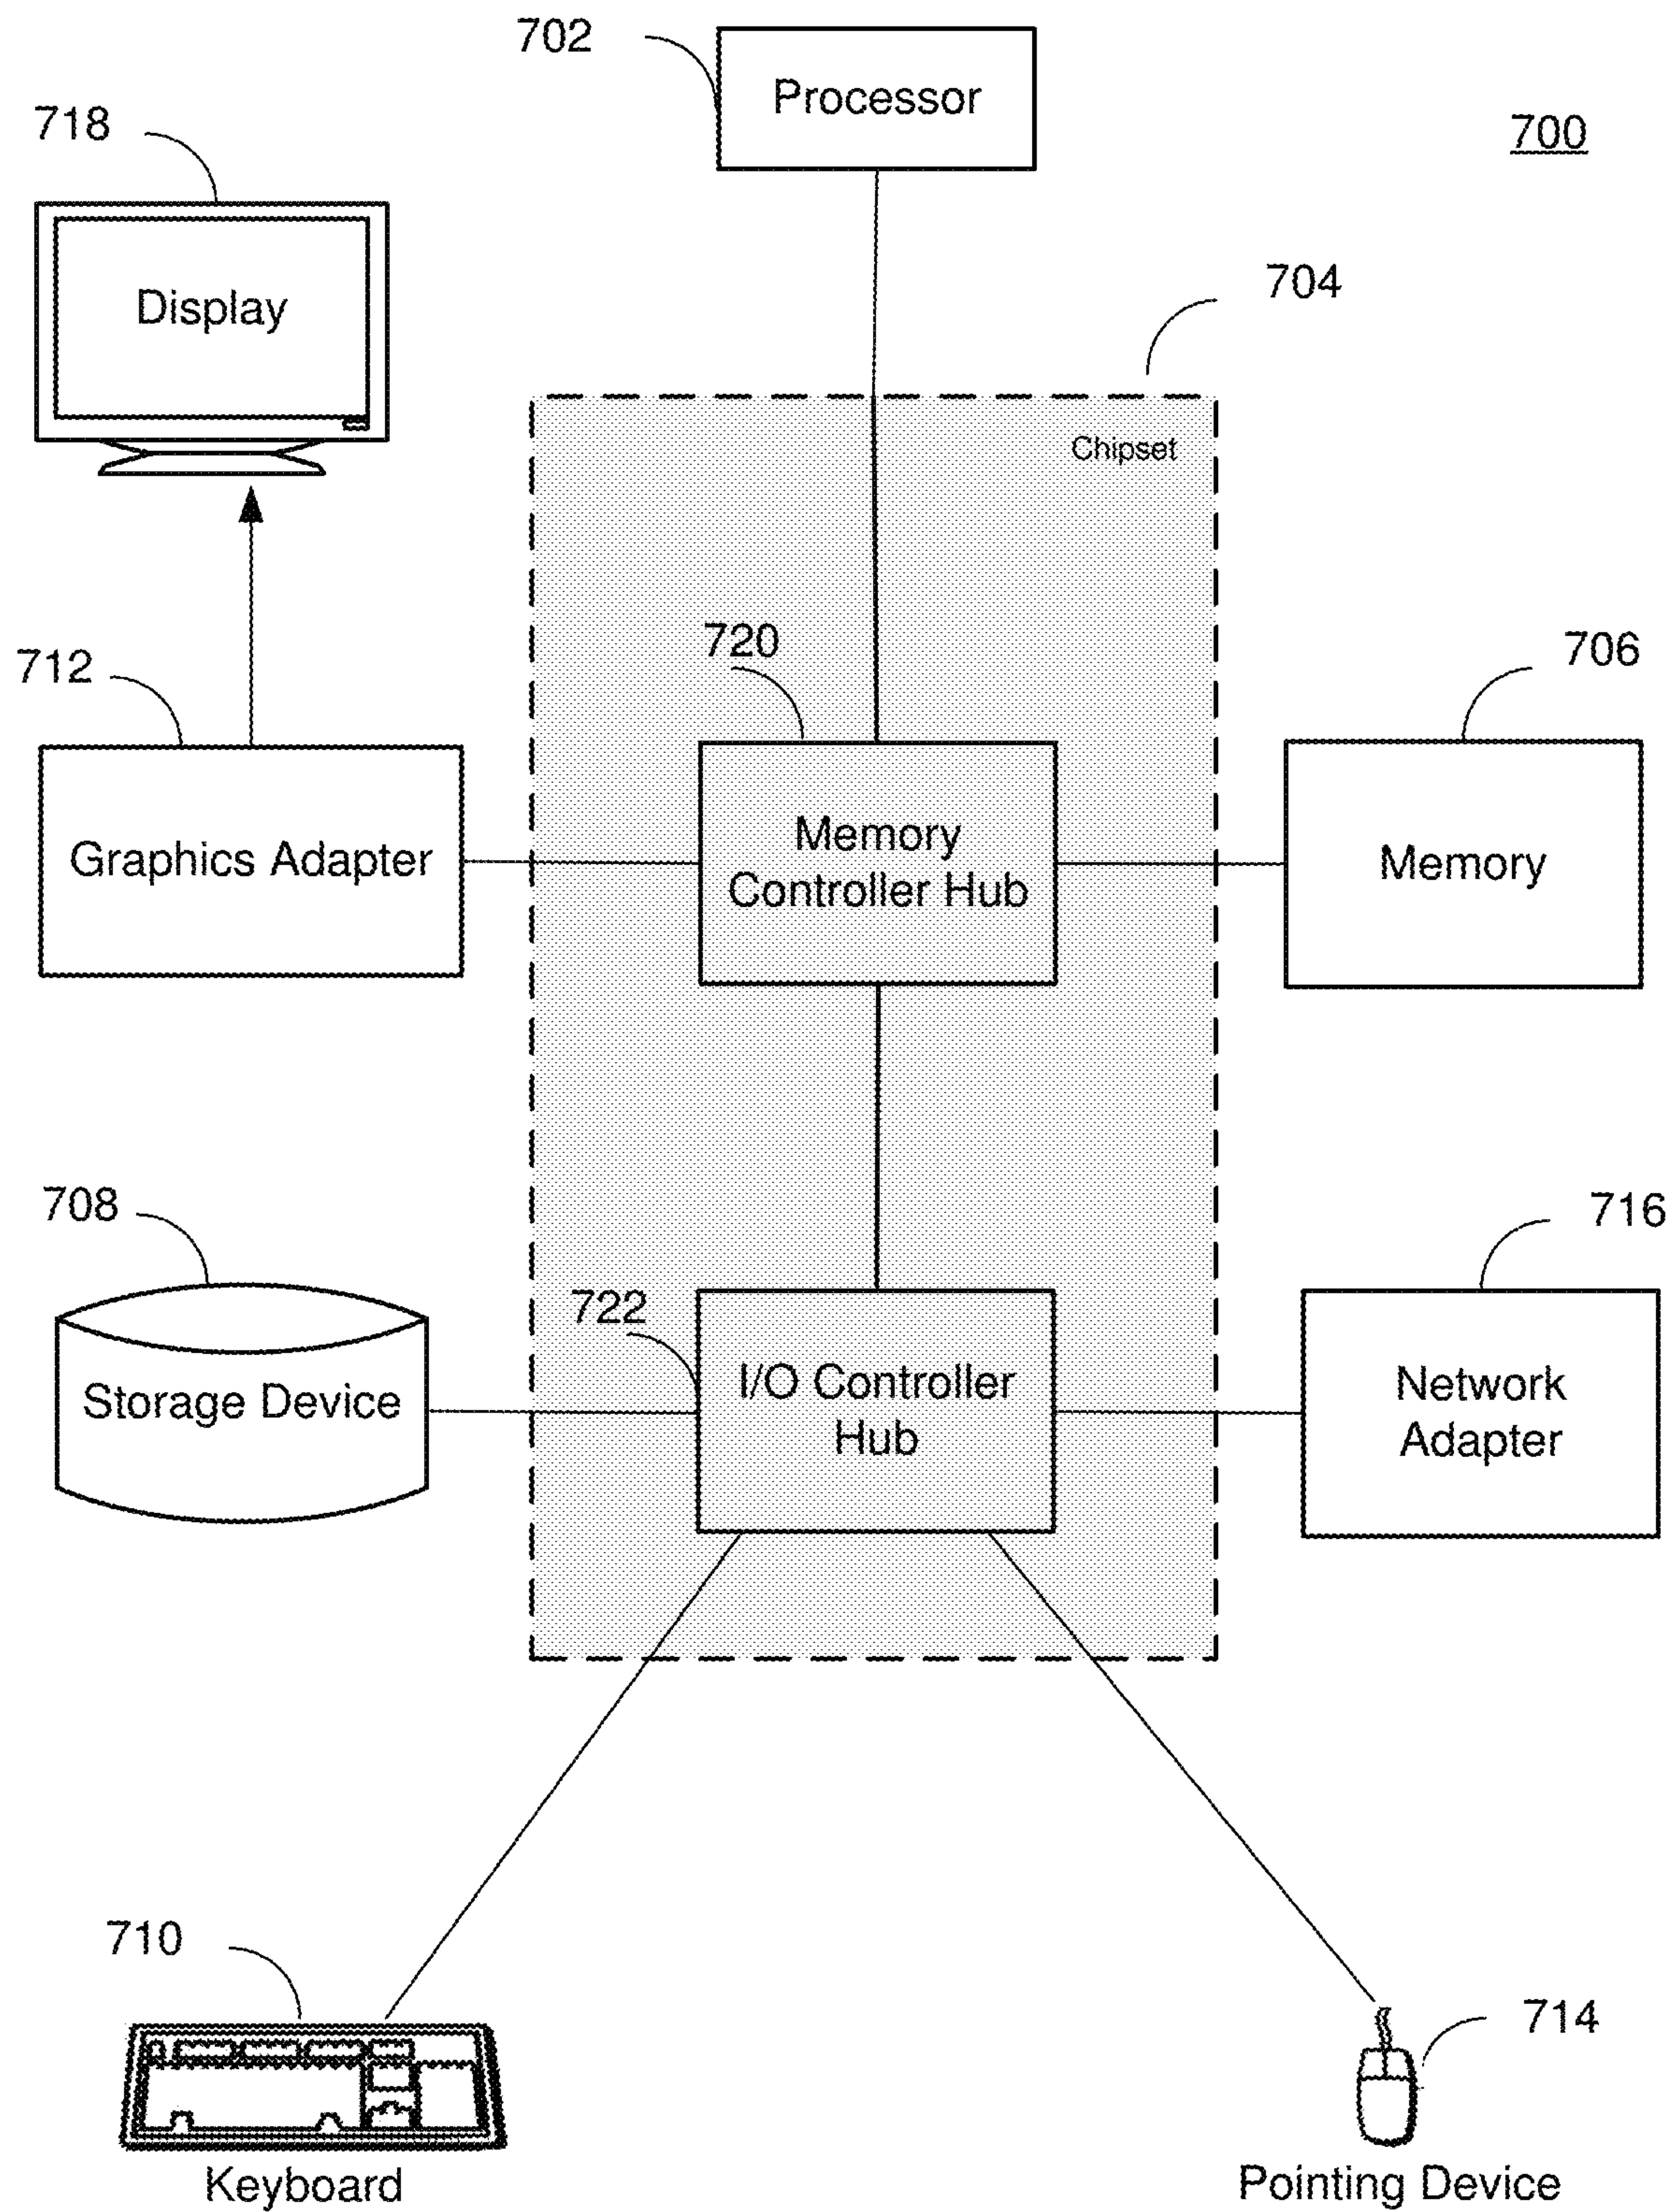 702
Processor
718
700
Display
704
Chipset
720
706
712
Memory
Controller Hub
Graphics Adapter
Memory
708
716
722
I/O Controller
Hub
Storage Device
Network
Adapter
710
714
Keyboard
Pointing Device